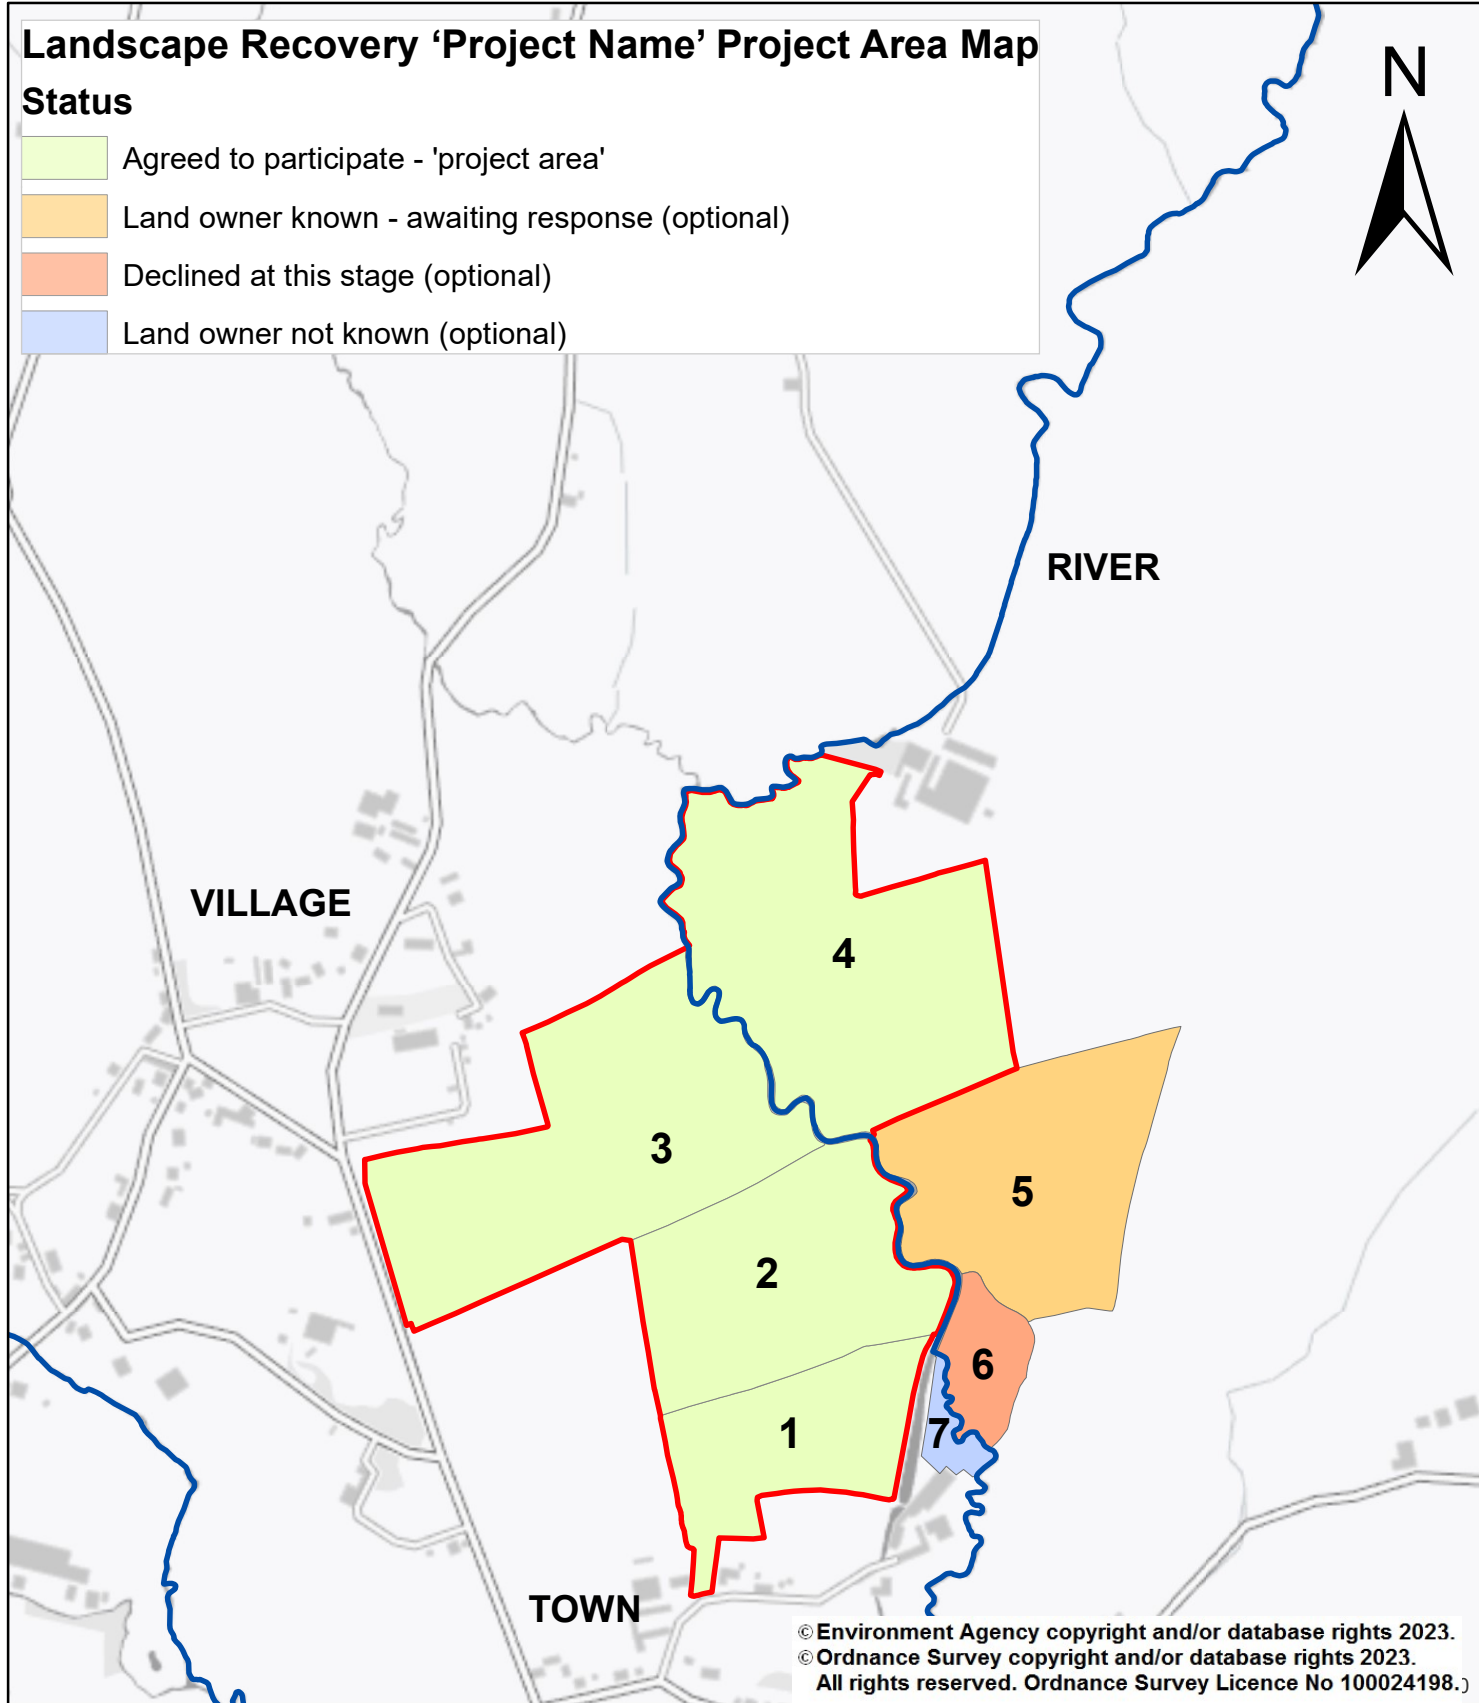 Landscape Recovery ‘Project Name’ Project Area Map
Status
Agreed to participate - 'project area'
Land owner known - awaiting response (optional)
Declined at this stage (optional)
Land owner not known (optional)
N
RIVER
VILLAGE
4
3
5
2
6
1
7
TOWN
© Environment Agency copyright and/or database rights 2023.
© Ordnance Survey copyright and/or database rights 2023.
All rights reserved. Ordnance Survey Licence No 100024198.